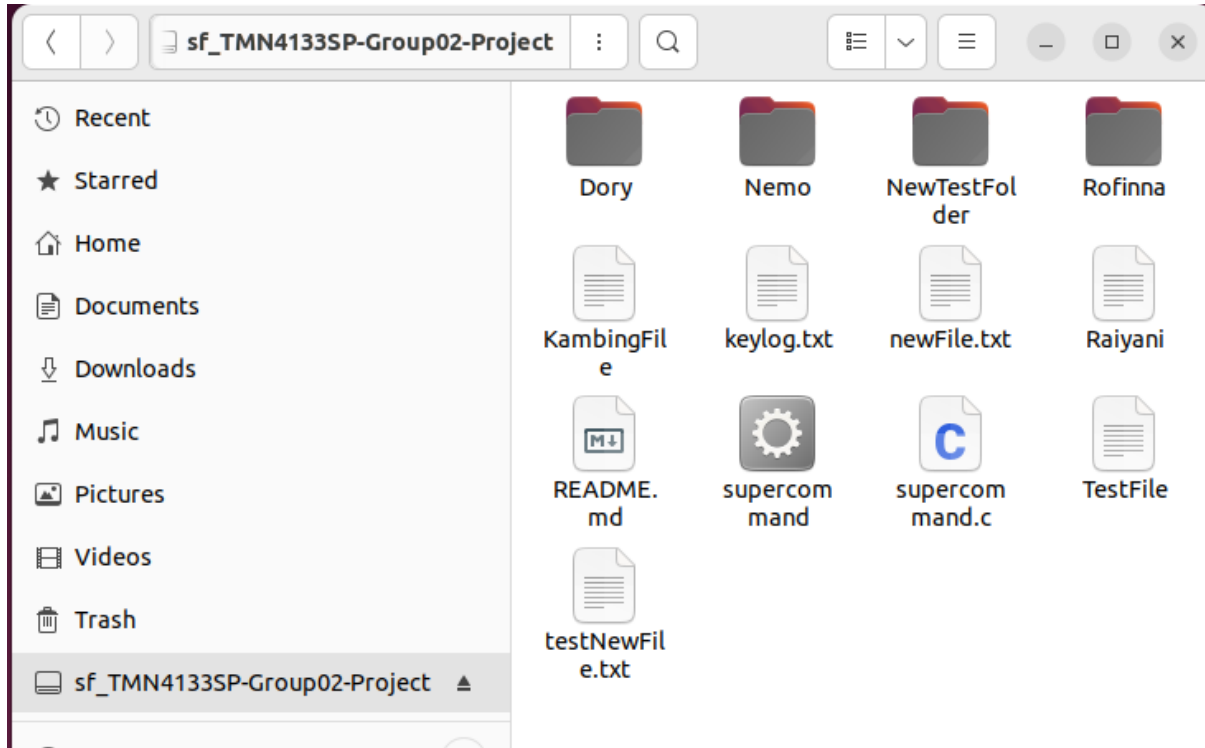 sf_TMN4133SP-Group02-Project
Recent
Starred
Home
Documents
Downloads
Music
Pictures
Videos
Trash
sf_TMN4133SP-Group02-Project
Dory
Nemo
NewTestFol
der
Rofinna
KambingFil
e
keylog.txt
newFile.txt
Raiyani
M
README.
md
supercom
mand
C
supercom
mand.c
TestFile
testNewFil
e.txt